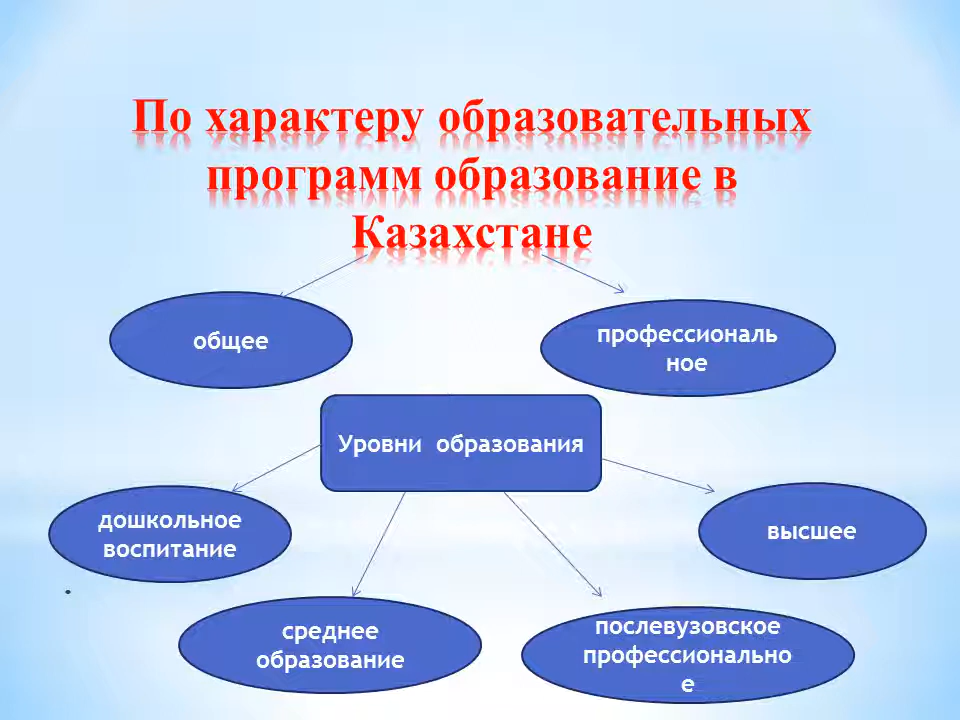 По характеру образовательных
программ образование в
Казахстане
общее
профессиональ
ное
Уровни образования
дошкольное
воспитание
высшее
среднее
образование
послевузовское
профессионально
е